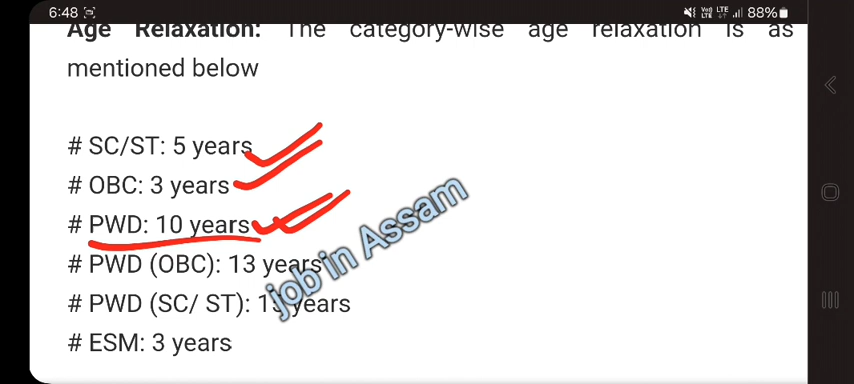 6:48 88%
Age Relaxation: The category-wise age relaxation is as
mentioned below
# SC/ST: 5 years
# OBC: 3 years
# PWD: 10 years
# PWD (OBC): 13 years
# PWD (SC/ ST): 15 years
# ESM: 3 years
job in Assam